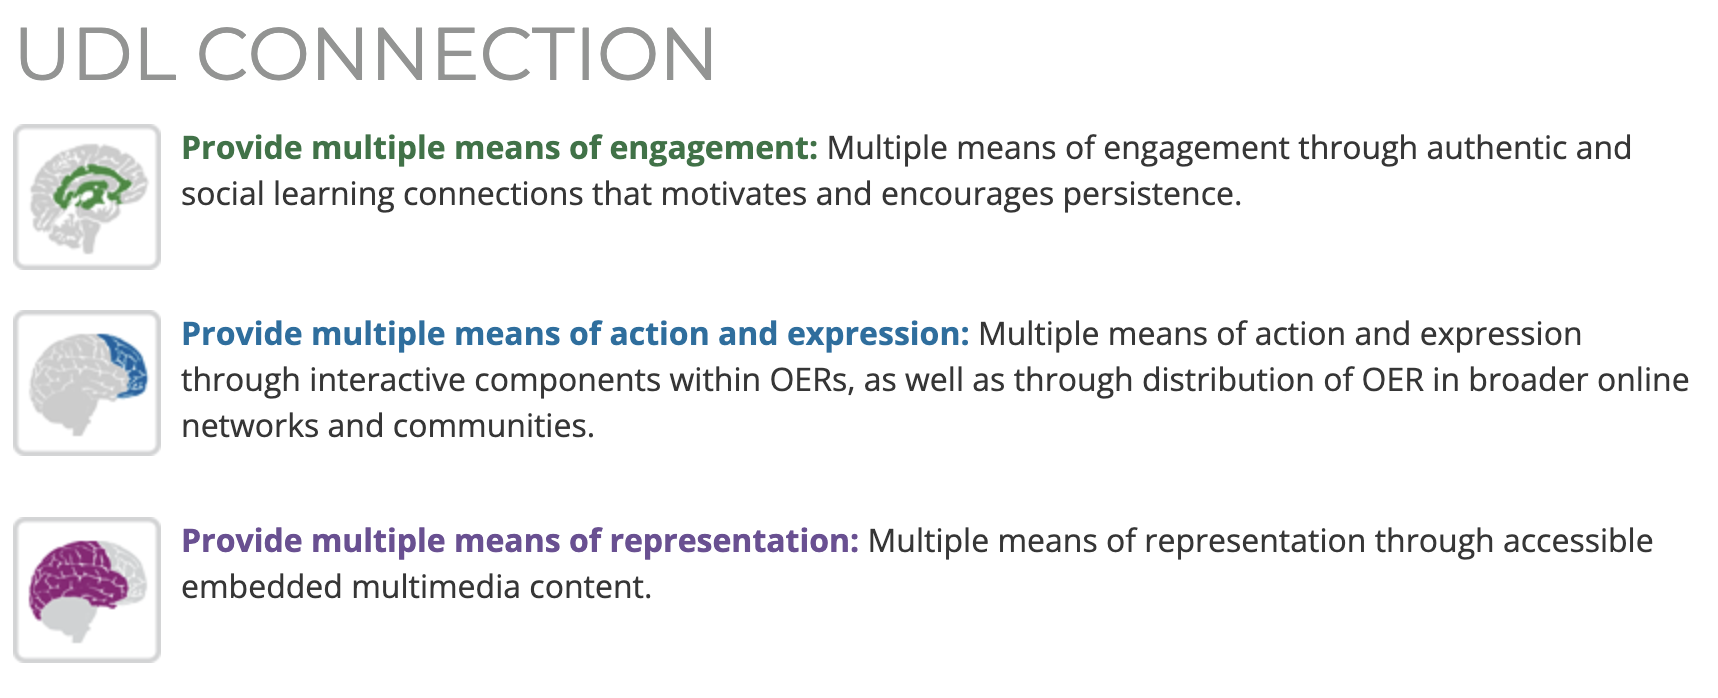 UDL CONNECTION
Provide multiple means of engagement: Multiple means of engagement through authentic and
social learning connections that motivates and encourages persistence.
Provide multiple means of action and expression: Multiple means of action and expression
through interactive components within OERs, as well as through distribution of OER in broader online
networks and communities.
Provide multiple means of representation: Multiple means of representation through accessible
embedded multimedia content.